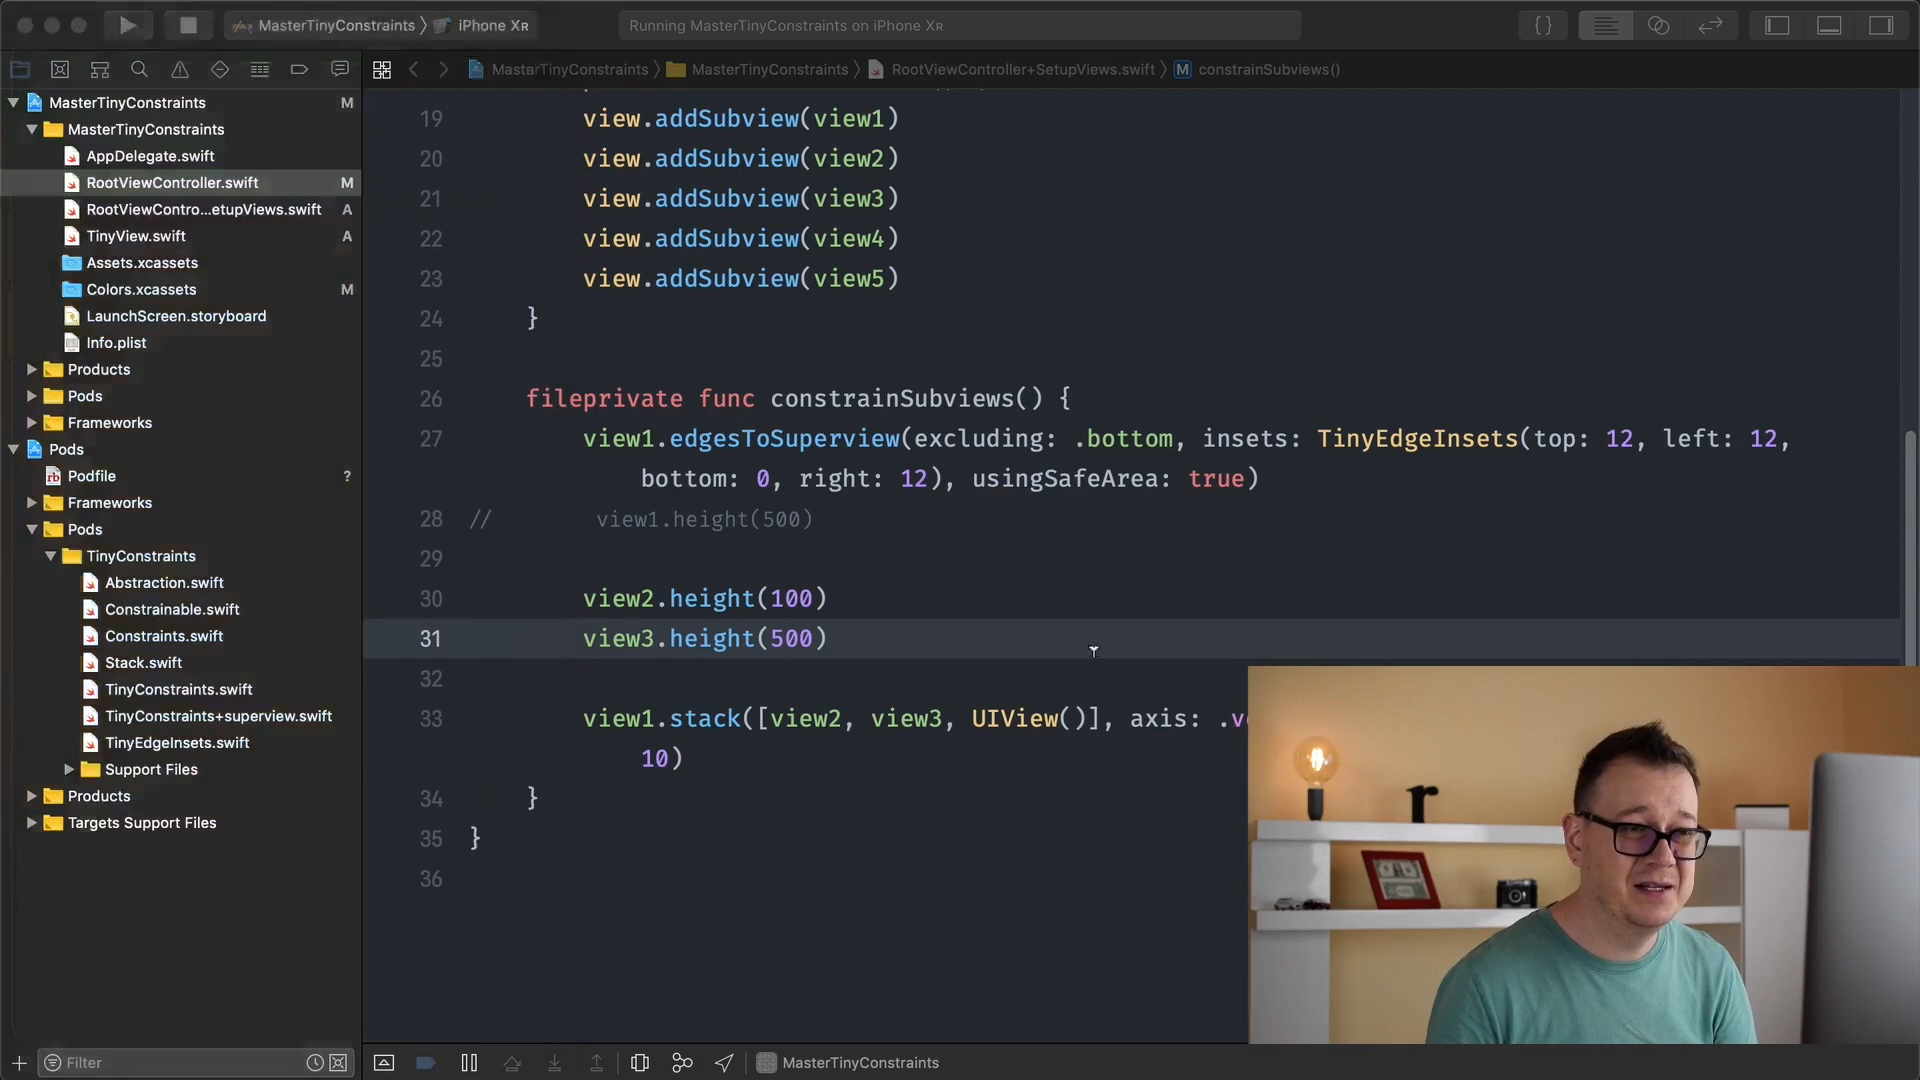 MasterTinyConstraints 〉 iPhone XR
Running MasterTinyConstraints on iPhone XR
{ }
MastarTinyConstraints 〉 MasterTinyConstraints 〉 RootViewController+SetupViews.swift 〉 M constrainSubviews()
MasterTinyConstraints M
MasterTinyConstraints
AppDelegate.swift
RootViewController.swift M
RootViewContro...etupViews.swift A
TinyView.swift A
Assets.xcassets
Colors.xcassets M
LaunchScreen.storyboard
Info.plist
Products
Pods
Frameworks
Pods
rb Podfile ?
Frameworks
Pods
TinyConstraints
Abstraction.swift
Constrainable.swift
Constraints.swift
Stack.swift
TinyConstraints.swift
TinyConstraints+superview.swift
TinyEdgeInsets.swift
Support Files
Products
Targets Support Files
Filter
19 view.addSubview(view1)
20 view.addSubview(view2)
21 view.addSubview(view3)
22 view.addSubview(view4)
23 view.addSubview(view5)
24 }
25
26 fileprivate func constrainSubviews() {
27 view1.edgesToSuperview(excluding: .bottom, insets: TinyEdgeInsets(top: 12, left: 12,
bottom: 0, right: 12), usingSafeArea: true)
28 // view1.height(500)
29
30 view2.height(100)
31 view3.height(500)
32
33 view1.stack([view2, view3, UIView()], axis: .v
10)
34 }
35 }
36
MasterTinyConstraints